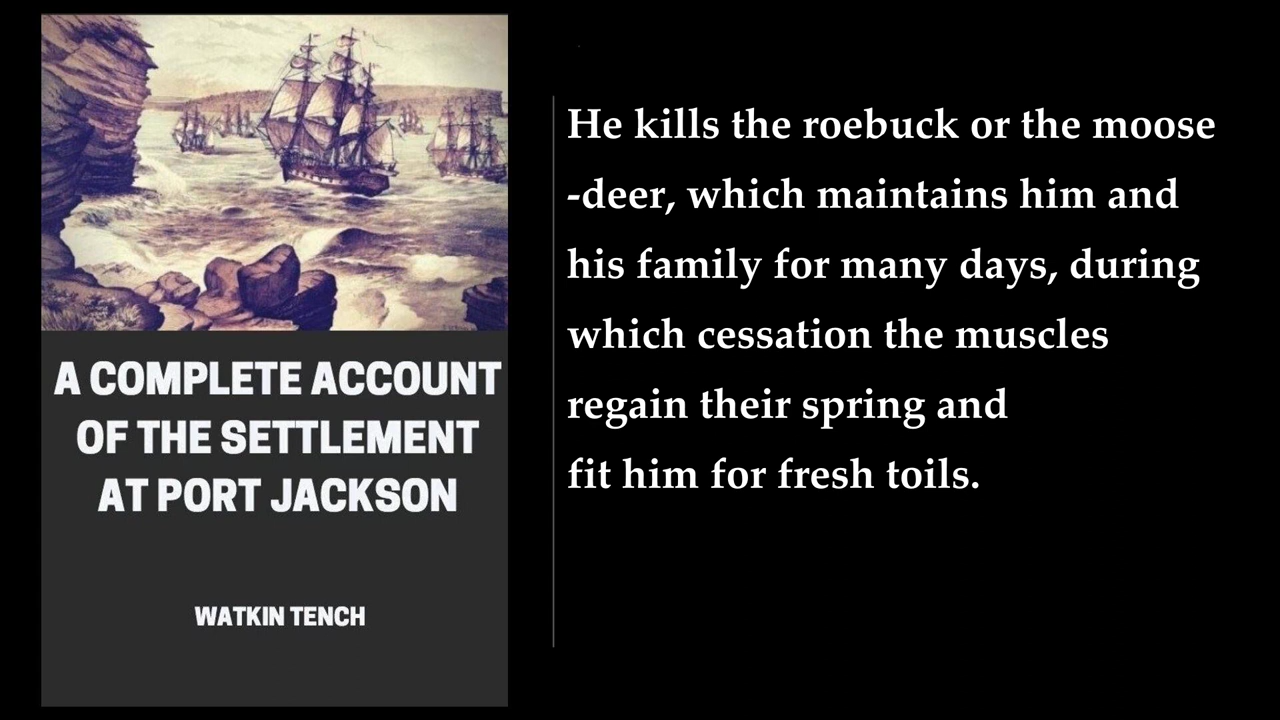 A COMPLETE ACCOUNT
OF THE SETTLEMENT
AT PORT JACKSON
WATKIN TENCH
He kills the roebuck or the moose
-deer, which maintains him and
his family for many days, during
which cessation the muscles
regain their spring and
fit him for fresh toils.